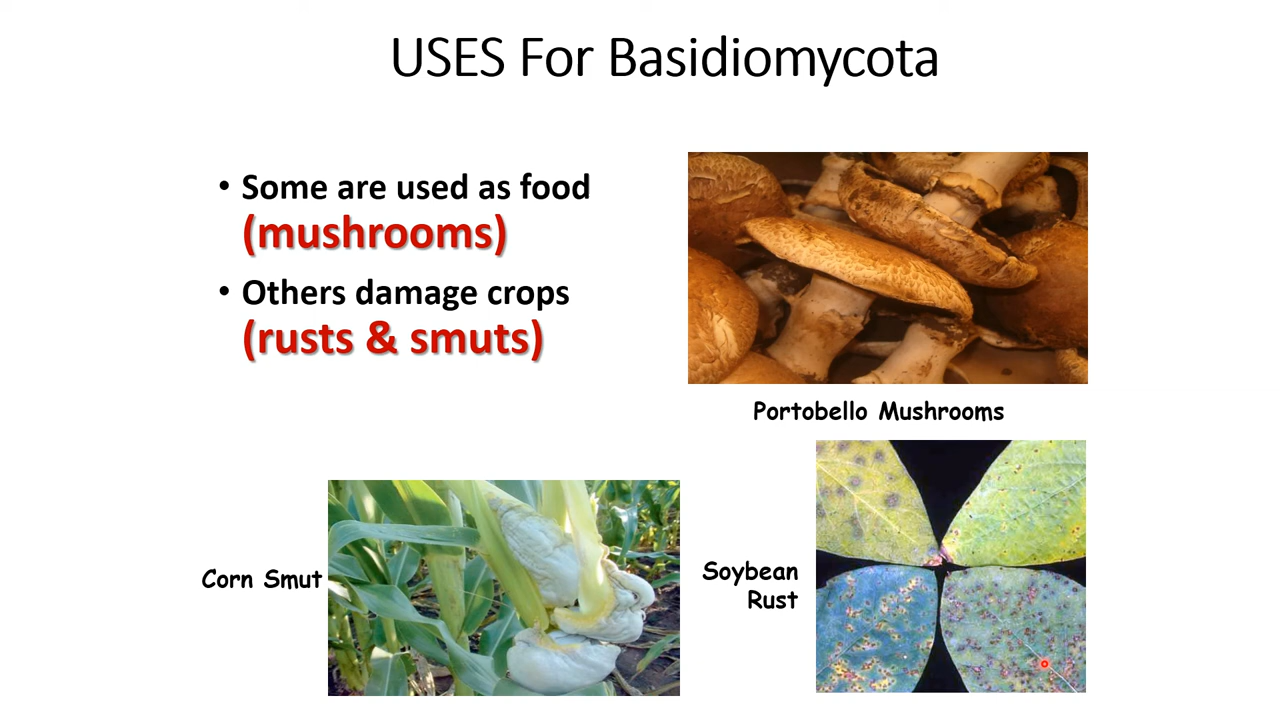 USES For Basidiomycota
• Some are used as food
(mushrooms)
• Others damage crops
(rusts & smuts)
Portobello Mushrooms
Corn Smut
Soybean
Rust